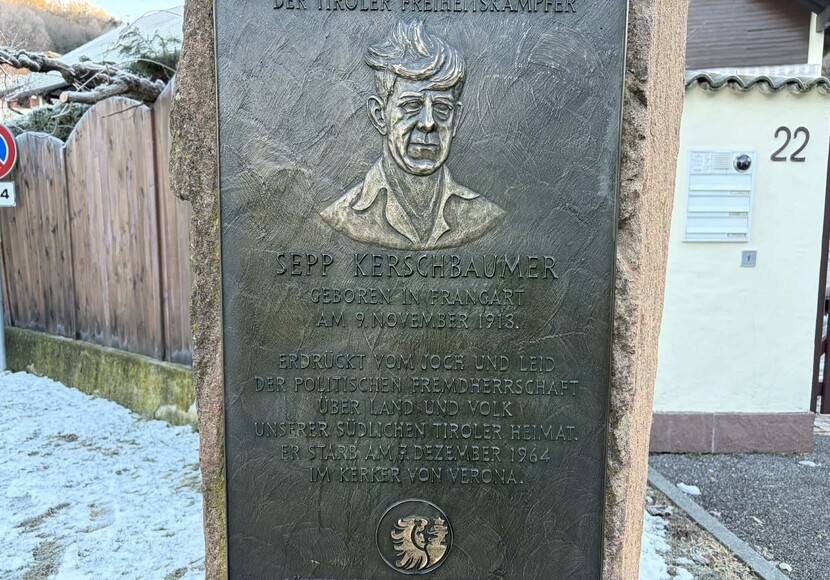 DER TIROLER FREIHEITSKÄMPFER
SEPP KERSCHBAUMER
GEBOREN IN FRANGART
AM 9. NOVEMBER 1913.
ERDRÜCKT VOM JOCH UND LEID
DER POLITISCHEN FREMDHERRSCHAFT
ÜBER LAND UND VOLK
UNSERER SÜDLICHEN TIROLER HEIMAT.
ER STARB AM 7. DEZEMBER 1964
IM KERKER VON VERONA.
22
4